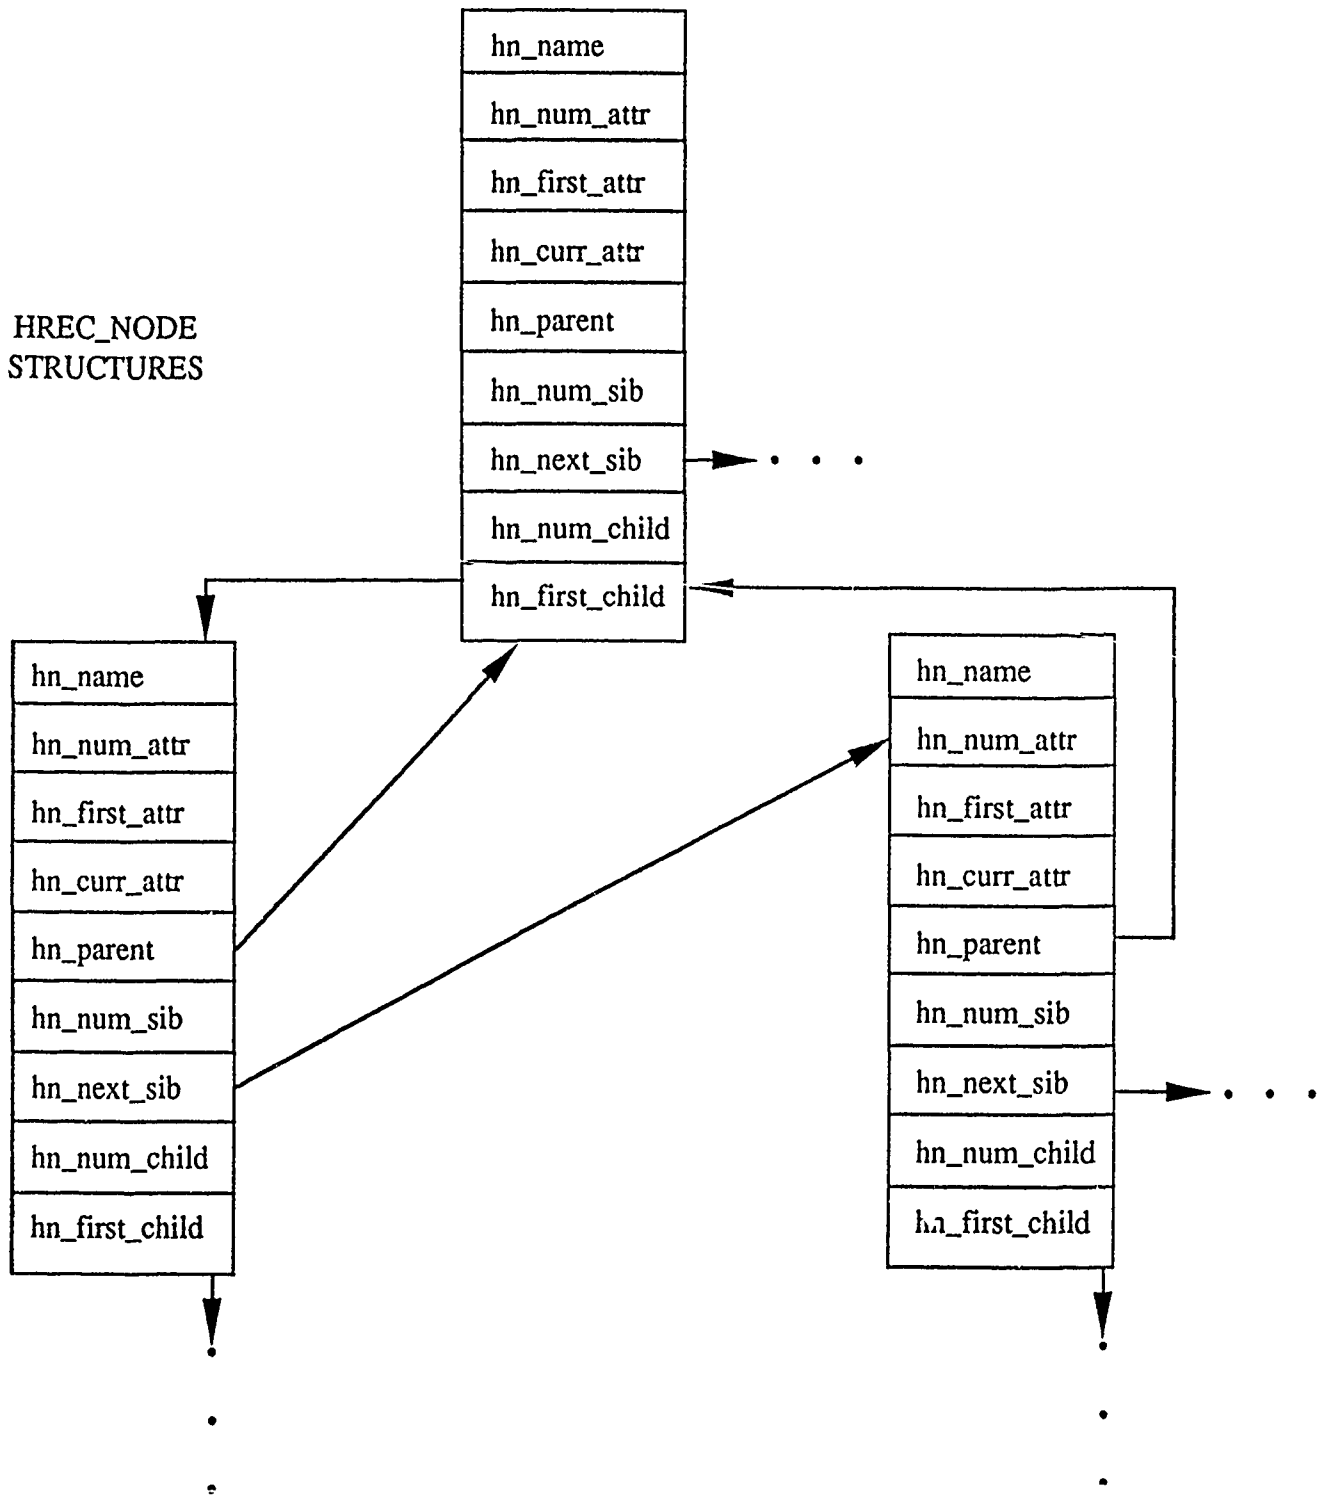 hn_name
hn_num_attr
hn_first_attr
hn_curr_attr
HREC_NODE
STRUCTURES
hn_parent
hn_num_sib
hn_next_sib
hn_num_child
hn_first_child
hn_name
hn_num_attr
hn_first_attr
hn_curr_attr
hn_parent
hn_num_sib
hn_next_sib
hn_num_child
hn_first_child
hn_name
hn_num_attr
hn_first_attr
hn_curr_attr
hn_parent
hn_num_sib
hn_next_sib
hn_num_child
hn_first_child